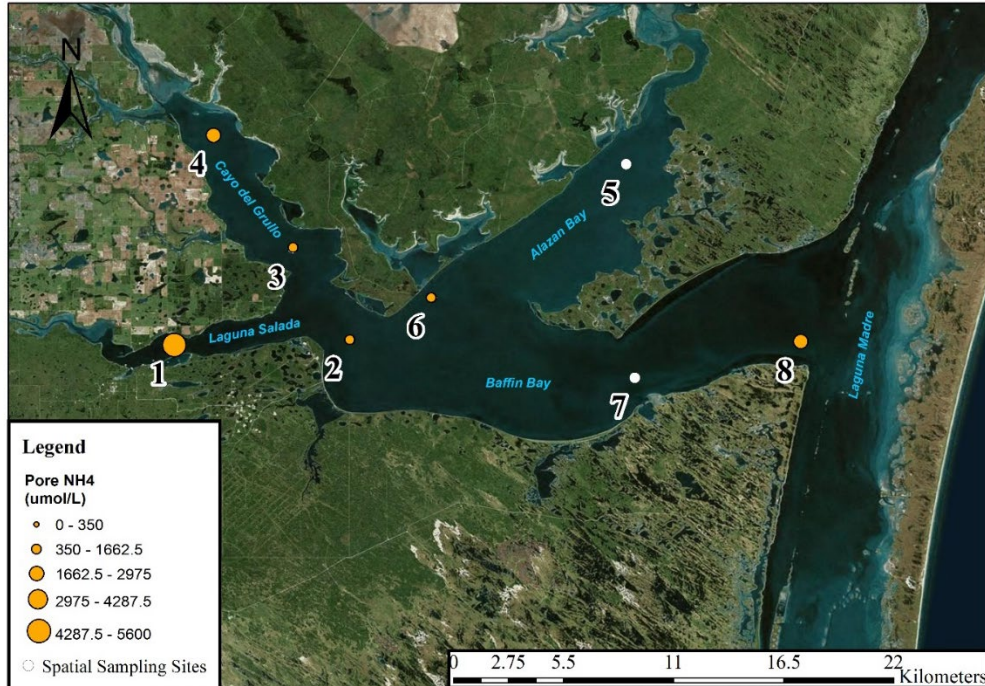 N
4
Cayo del Grullo
5
Alazan Bay
3
6
Laguna Salada
1
2
Baffin Bay
7
8
Laguna Madre
Legend
Pore NH4
(umol/L)
0 - 350
350 - 1662.5
1662.5 - 2975
2975 - 4287.5
4287.5 - 5600
Spatial Sampling Sites
0 2.75 5.5 11 16.5 22
Kilometers